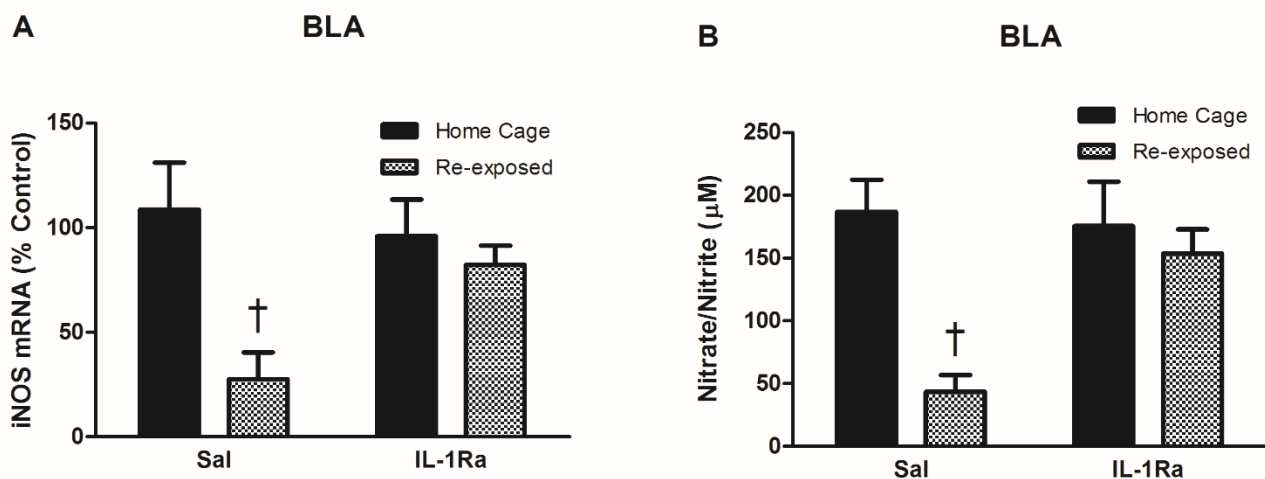 A
BLA
iNOS mRNA (% Control)
150
100
50
0
Home Cage
Re-exposed
†
Sal
IL-1Ra
B
BLA
Nitrate/Nitrite (µM)
250
200
150
100
50
0
Home Cage
Re-exposed
†
Sal
IL-1Ra